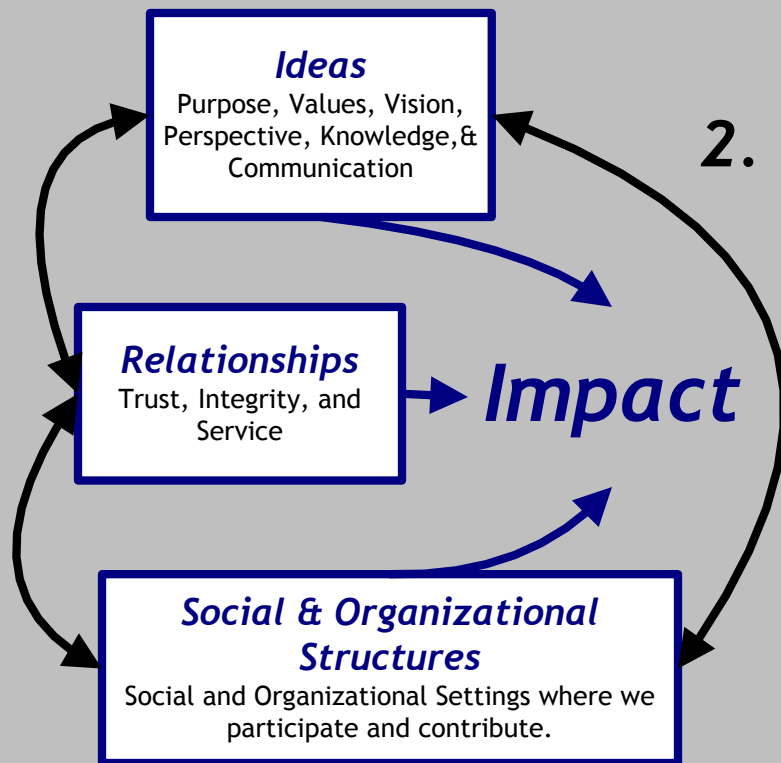 Ideas
Purpose, Values, Vision,
Perspective, Knowledge,&
Communication
2.
Relationships
Trust, Integrity, and
Service
Impact
Social & Organizational
Structures
Social and Organizational Settings where we
participate and contribute.